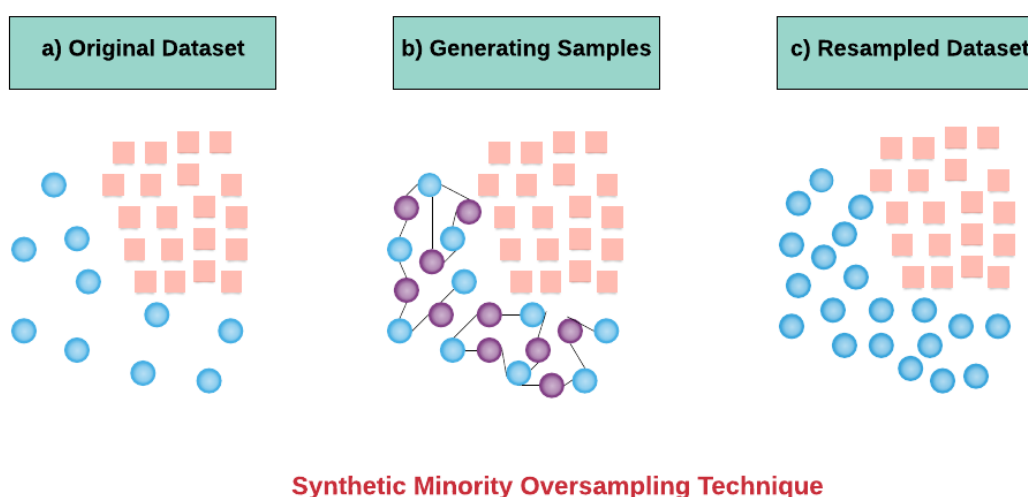 a) Original Dataset
b) Generating Samples
c) Resampled Dataset
Synthetic Minority Oversampling Technique